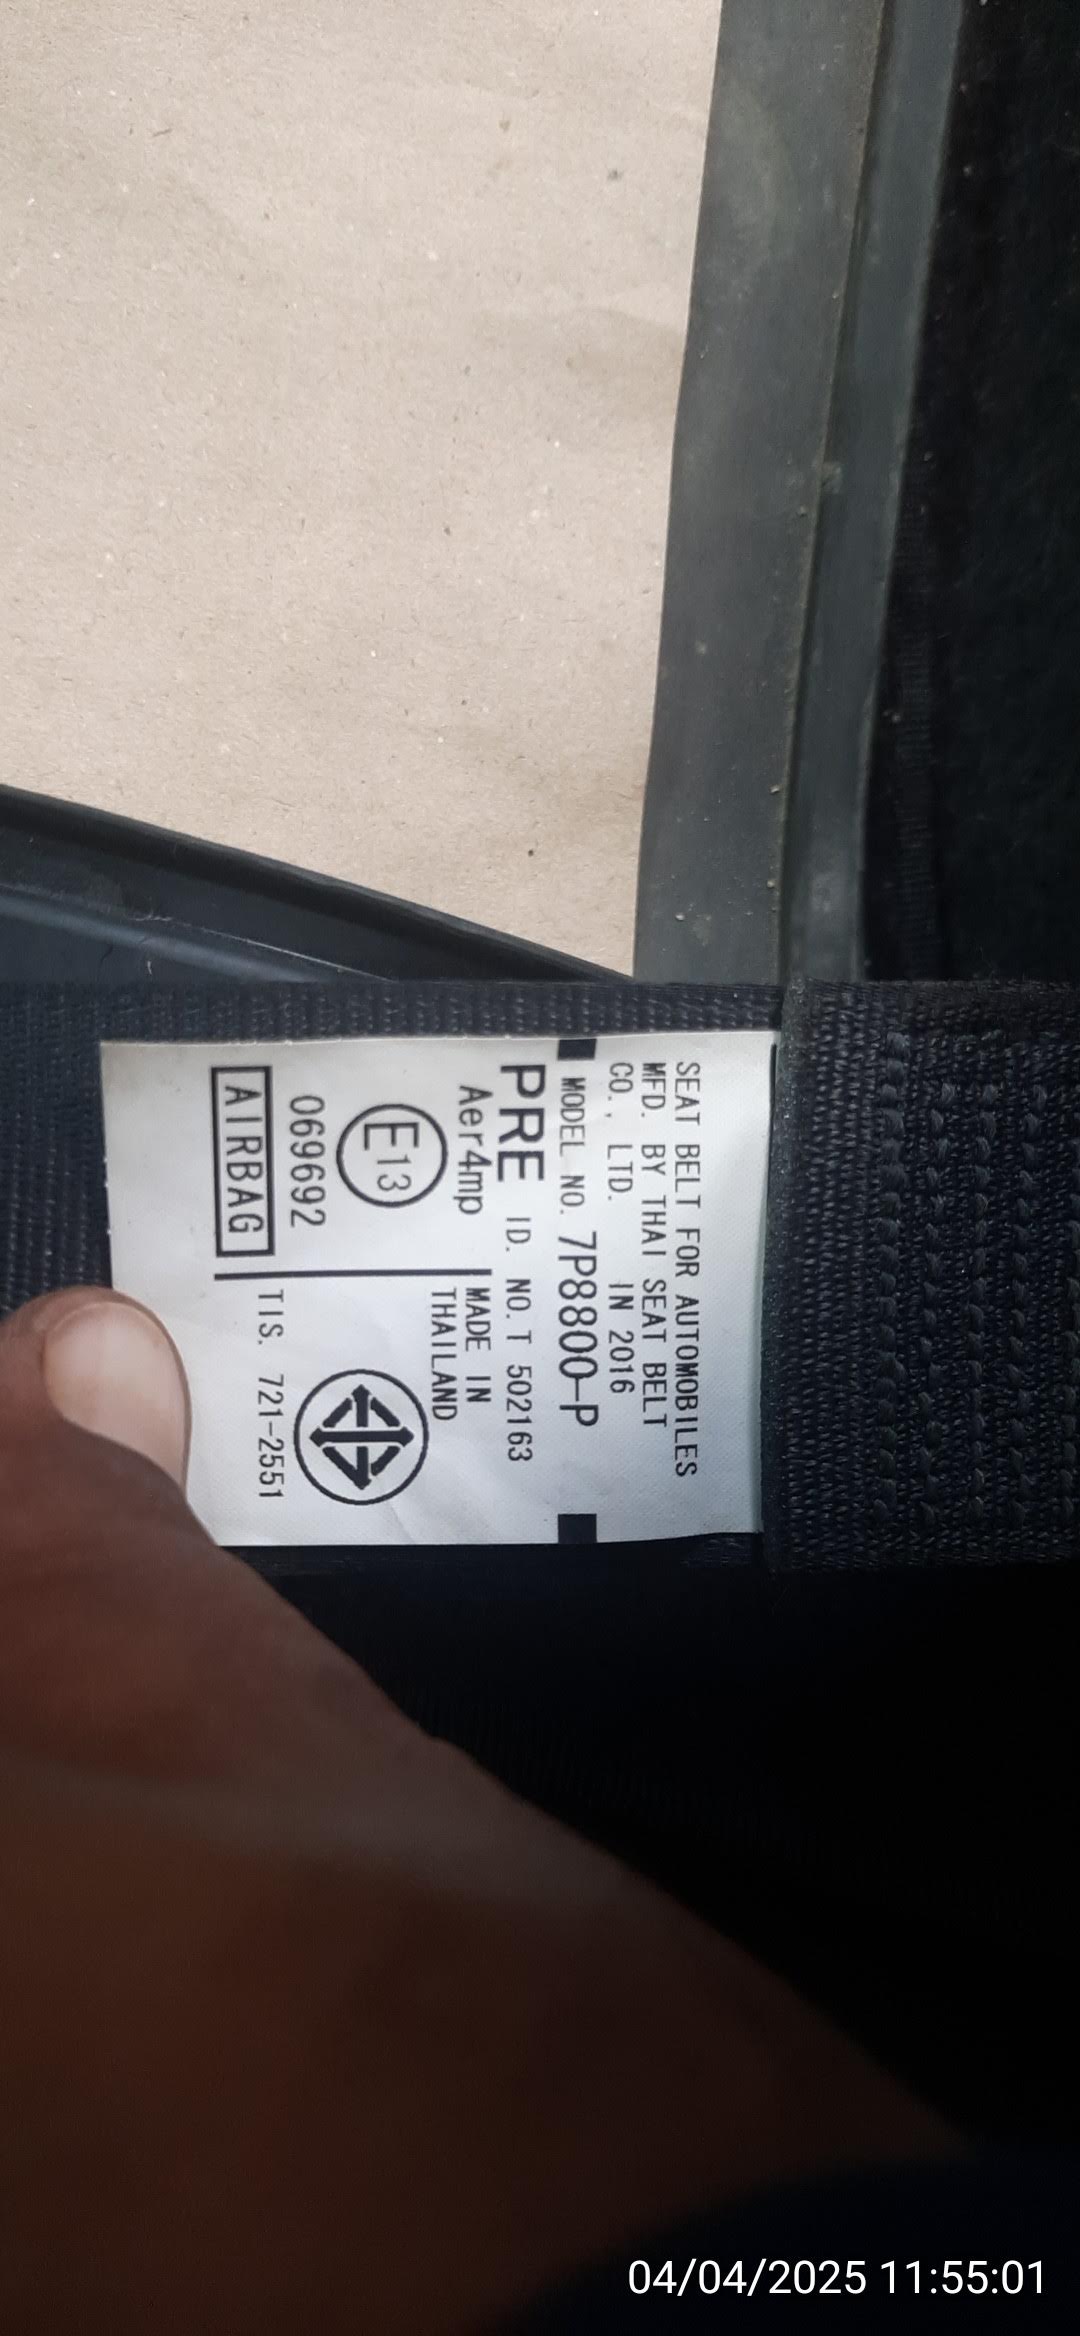 SEAT BELT FOR AUTOMOBILES
MFD. BY THAI SEAT BELT
CO., LTD. IN 2016
MODEL NO. 7P8800-P
PRE ID. NO. T 502163
Aer4mp
E13
069692
AIRBAG
MADE IN
THAILAND
TIS. 721-2551
04/04/2025 11:55:01